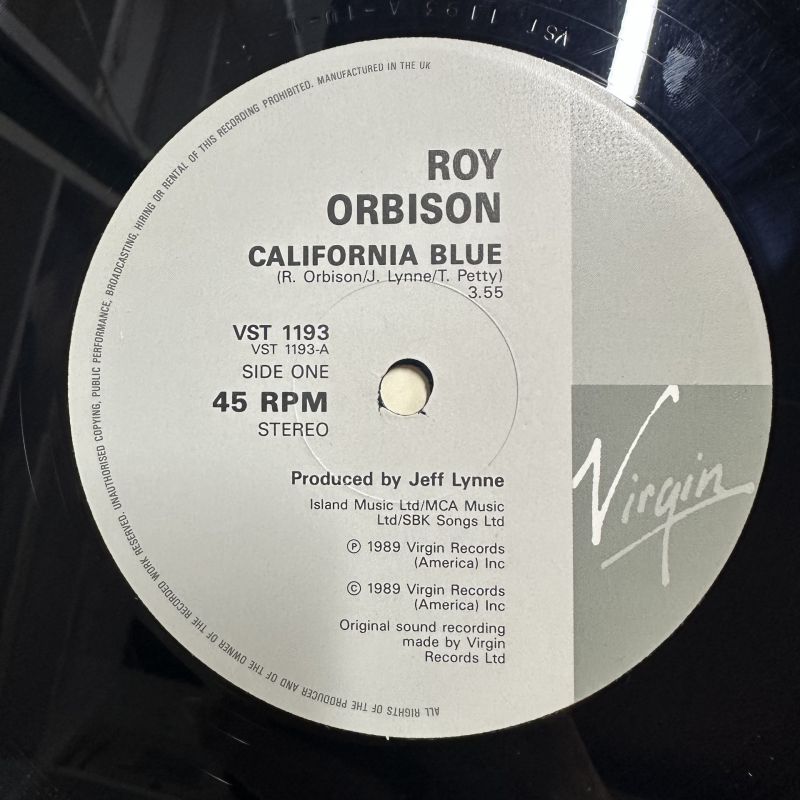 VST 1193 A-1U-1-
ROY
ORBISON
CALIFORNIA BLUE
(R. Orbison/J. Lynne/T. Petty)
3.55
VST 1193
VST 1193-A
SIDE ONE
45 RPM
STEREO
Produced by Jeff Lynne
Island Music Ltd/MCA Music
Ltd/SBK Songs Ltd
Ⓟ 1989 Virgin Records
(America) Inc
© 1989 Virgin Records
(America) Inc
Original sound recording
made by Virgin
Records Ltd
Virgin
ALL RIGHTS OF THE PRODUCER AND OF THE OWNER OF THE RECORDED WORK RESERVED. UNAUTHORISED COPYING, PUBLIC PERFORMANCE, BROADCASTING, HIRING OR RENTAL OF THIS RECORDING PROHIBITED. MANUFACTURED IN THE UK